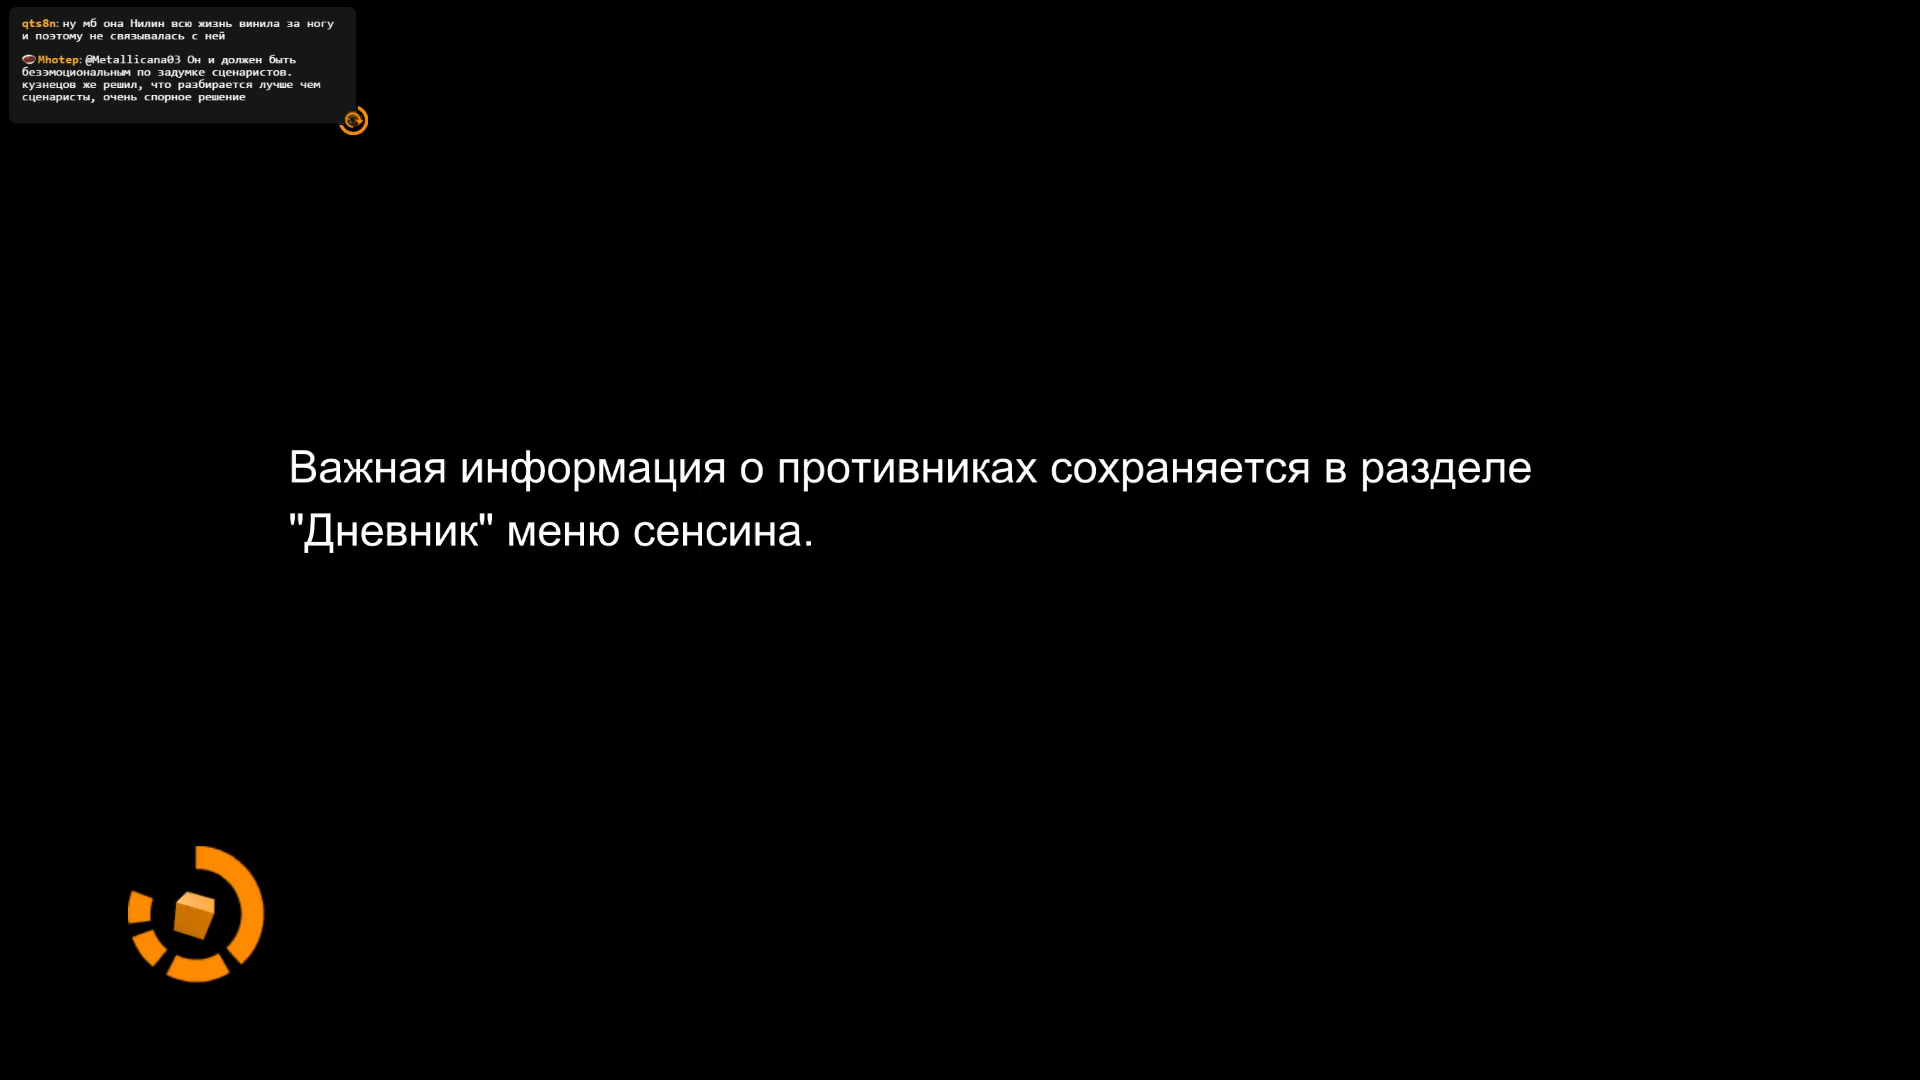 qts8n: ну мб она Нилин всю жизнь винила за ногу
и поэтому не связывалась с ней
Mhotep: @Metallicana03 Он и должен быть
безэмоциональным по задумке сценаристов.
кузнецов же решил, что разбирается лучше чем
сценаристы, очень спорное решение
Важная информация о противниках сохраняется в разделе
"Дневник" меню сенсина.